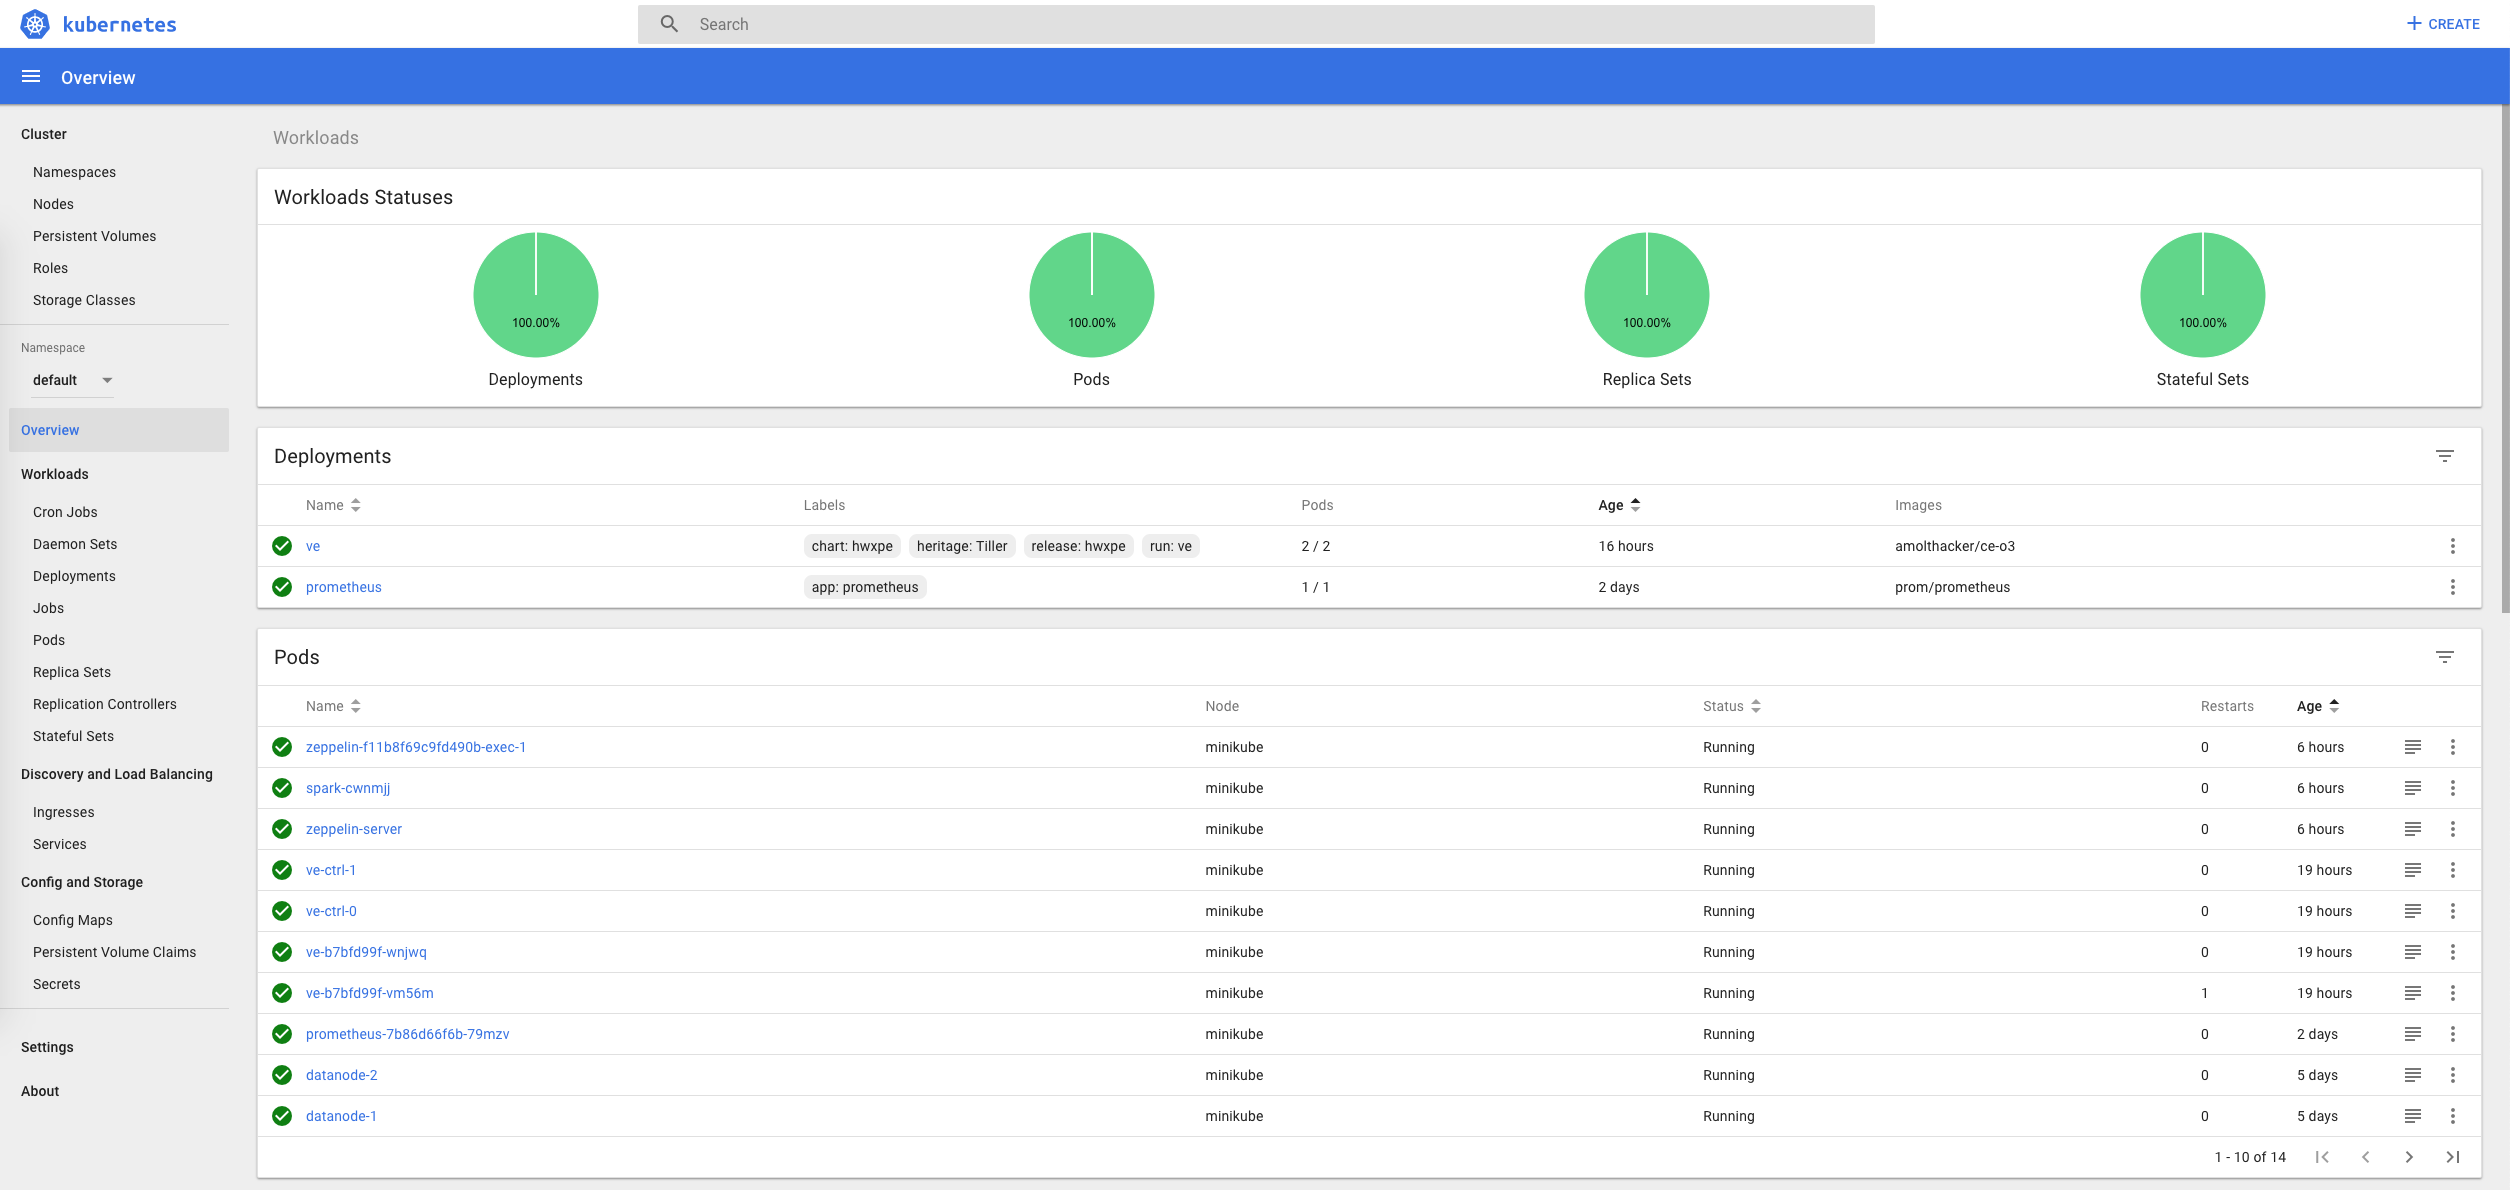 kubernetes
Search
CREATE
Overview
Cluster
Namespaces
Nodes
Persistent Volumes
Roles
Storage Classes
Namespace
default
Overview
Workloads
Cron Jobs
Daemon Sets
Deployments
Jobs
Pods
Replica Sets
Replication Controllers
Stateful Sets
Discovery and Load Balancing
Ingresses
Services
Config and Storage
Config Maps
Persistent Volume Claims
Secrets
Settings
About
Workloads
Workloads Statuses
100.00% 100.00% 100.00% 100.00%
Deployments Pods Replica Sets Stateful Sets
Deployments
Name Labels Pods Age Images
ve chart: hwxpe heritage: Tiller release: hwxpe run: ve 2 / 2 16 hours amolthacker/ce-o3
prometheus app: prometheus 1 / 1 2 days prom/prometheus
Pods
Name Node Status Restarts Age
zeppelin-f11b8f69c9fd490b-exec-1 minikube Running 0 6 hours
spark-cwnmjj minikube Running 0 6 hours
zeppelin-server minikube Running 0 6 hours
ve-ctrl-1 minikube Running 0 19 hours
ve-ctrl-0 minikube Running 0 19 hours
ve-b7bfd99f-wnjwq minikube Running 0 19 hours
ve-b7bfd99f-vm56m minikube Running 1 19 hours
prometheus-7b86d66f6b-79mzv minikube Running 0 2 days
datanode-2 minikube Running 0 5 days
datanode-1 minikube Running 0 5 days
1 - 10 of 14